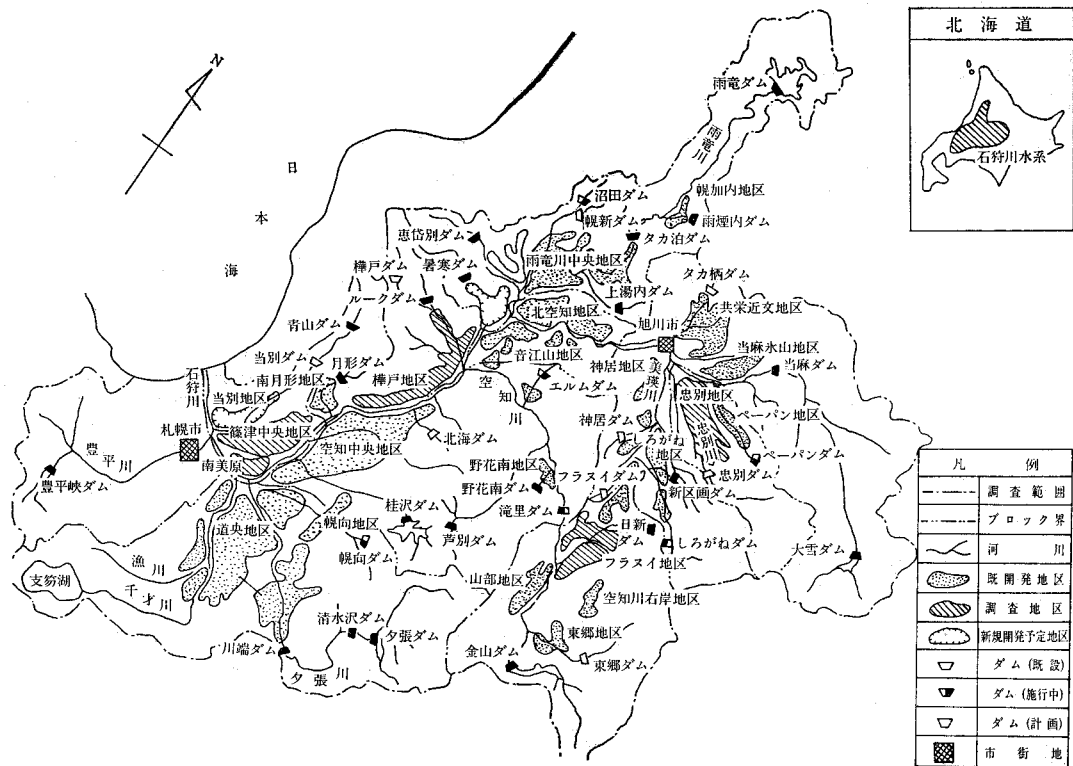 北海道
石狩川水系
N
日本海
雨竜ダム
雨竜川
沼田ダム
幌新ダム
幌加内地区
雨煙内ダム
タカ泊ダム
恵岱別ダム
暑寒ダム
樺戸ダム
ルークダム
雨竜川中央地区
タカ栖ダム
上湯内ダム
共栄近文地区
北空知地区
旭川市
青山ダム
当麻氷山地区
当麻ダム
音江山地区
神居地区
美瑛川
当別ダム
月形ダム
南月形地区
樺戸地区
空知川
エルムダム
忠別地区
忠別川
ペーパン地区
石狩川
当別地区
札幌市
篠津中央地区
神居ダム
しろがね地区
ペーパンダム
北海ダム
豊平川
空知中央地区
野花南地区
フラヌイダム
忠別ダム
南美原
野花南ダム
新区画ダム
豊平峡ダム
桂沢ダム
滝里ダム
幌向地区
道央地区
芦別ダム
日新ダム
しろがねダム
大雪ダム
幌向ダム
フラヌイ地区
漁川
山部地区
支笏湖
千才川
空知川右岸地区
清水沢ダム
夕張ダム
東郷地区
川端ダム
金山ダム
東郷ダム
夕張川
凡例
調査範囲
ブロック界
河川
既開発地区
調査地区
新規開発予定地区
ダム(既設)
ダム(施行中)
ダム(計画)
市街地